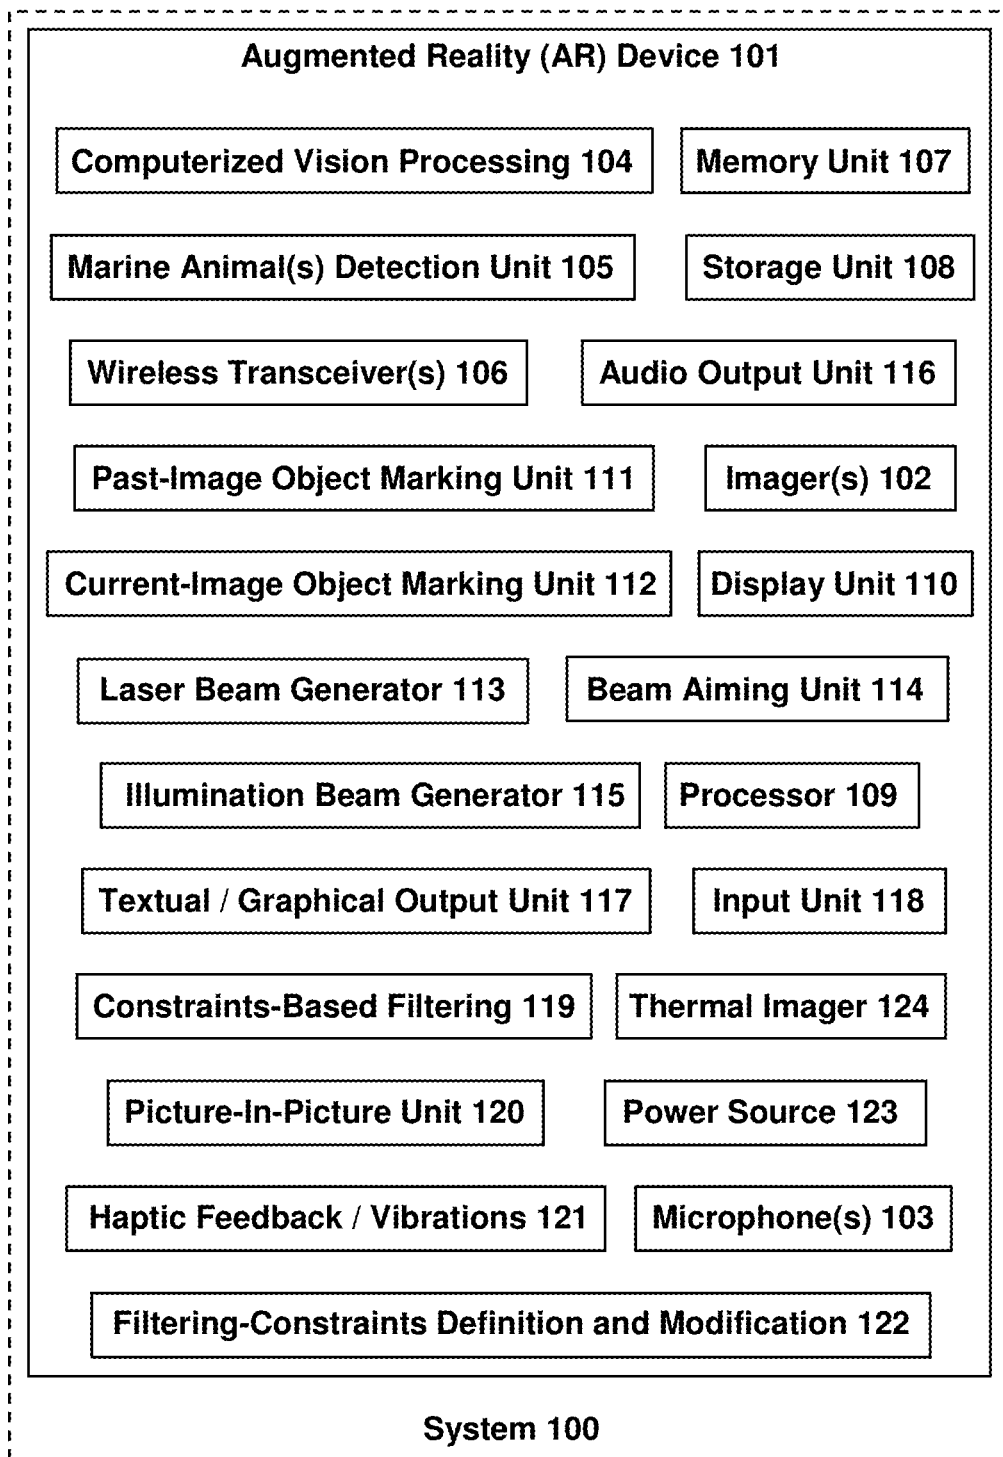 Augmented Reality (AR) Device 101
Computerized Vision Processing 104 Memory Unit 107
Marine Animal(s) Detection Unit 105 Storage Unit 108
Wireless Transceiver(s) 106 Audio Output Unit 116
Past-Image Object Marking Unit 111 Imager(s) 102
Current-Image Object Marking Unit 112 Display Unit 110
Laser Beam Generator 113 Beam Aiming Unit 114
Illumination Beam Generator 115 Processor 109
Textual / Graphical Output Unit 117 Input Unit 118
Constraints-Based Filtering 119 Thermal Imager 124
Picture-In-Picture Unit 120 Power Source 123
Haptic Feedback / Vibrations 121 Microphone(s) 103
Filtering-Constraints Definition and Modification 122
System 100